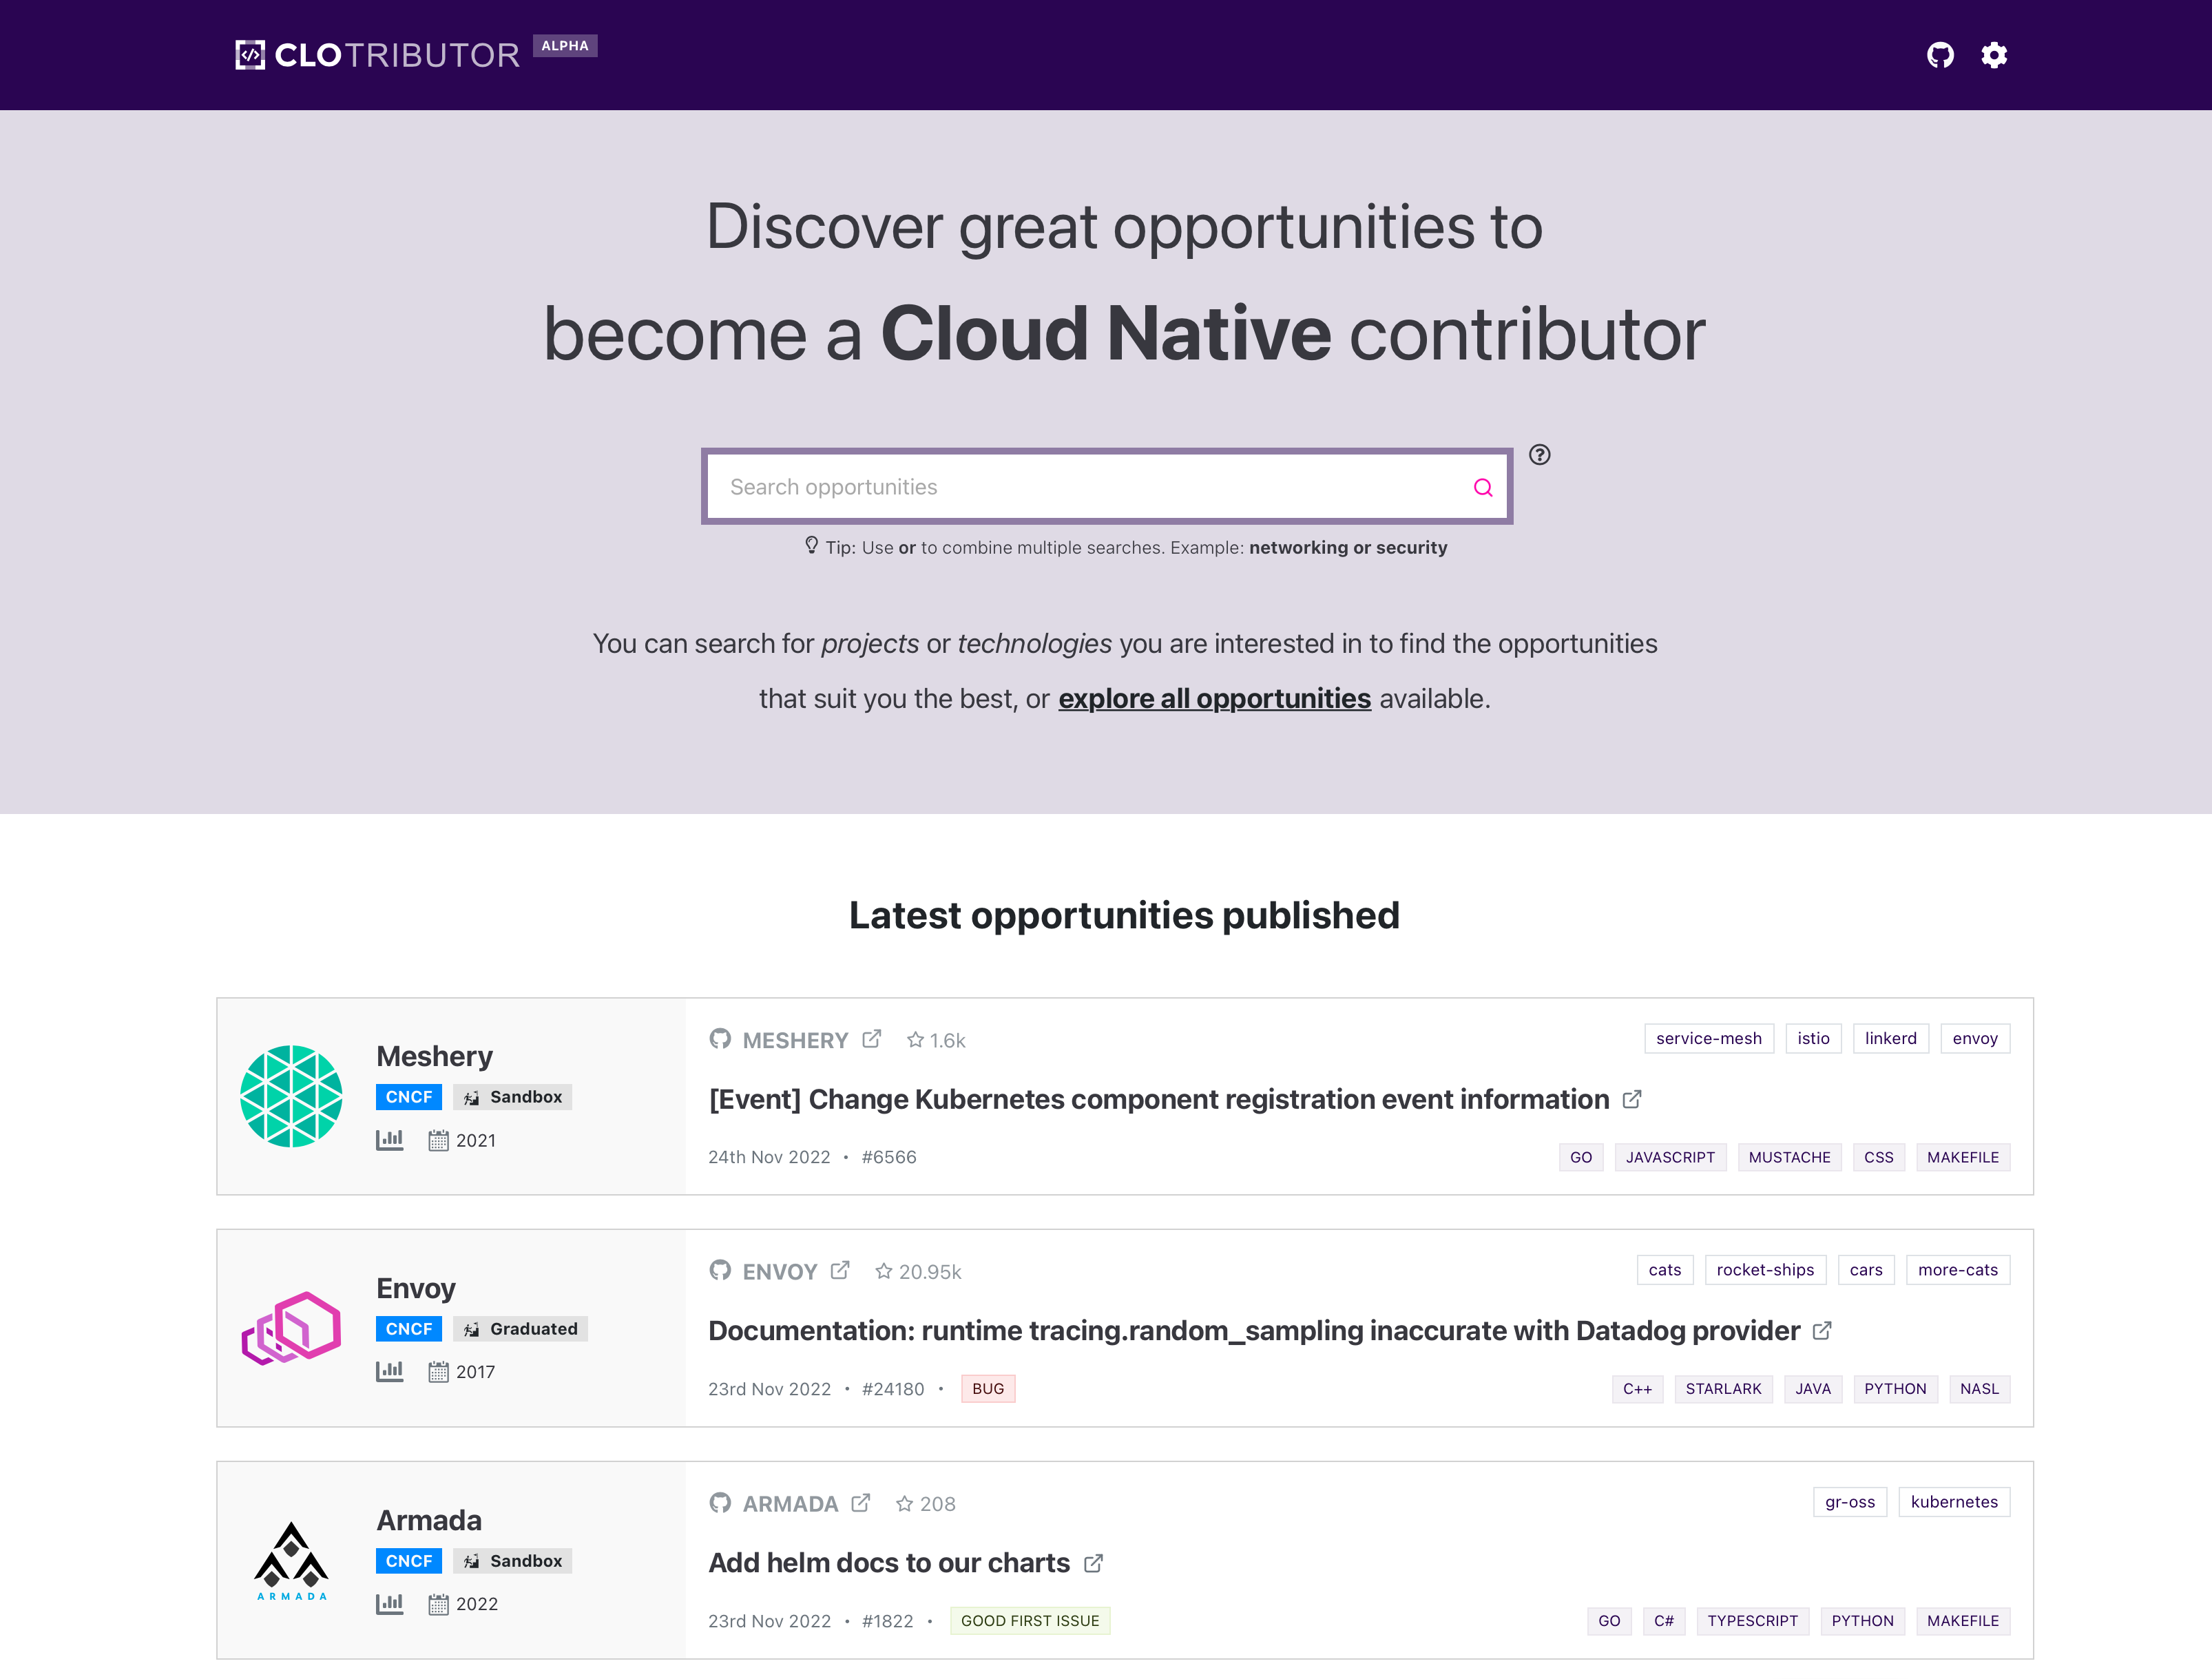 CLOTRIBUTOR ALPHA
Discover great opportunities to
become a Cloud Native contributor
Search opportunities
Tip: Use or to combine multiple searches. Example: networking or security
You can search for projects or technologies you are interested in to find the opportunities
that suit you the best, or explore all opportunities available.
Latest opportunities published
Meshery
CNCF Sandbox
2021
MESHERY 1.6k
service-mesh istio linkerd envoy
[Event] Change Kubernetes component registration event information
24th Nov 2022 • #6566
GO JAVASCRIPT MUSTACHE CSS MAKEFILE
Envoy
CNCF Graduated
2017
ENVOY 20.95k
cats rocket-ships cars more-cats
Documentation: runtime tracing.random_sampling inaccurate with Datadog provider
23rd Nov 2022 • #24180 • BUG
C++ STARLARK JAVA PYTHON NASL
ARMADA
Armada
CNCF Sandbox
2022
ARMADA 208
gr-oss kubernetes
Add helm docs to our charts
23rd Nov 2022 • #1822 • GOOD FIRST ISSUE
GO C# TYPESCRIPT PYTHON MAKEFILE